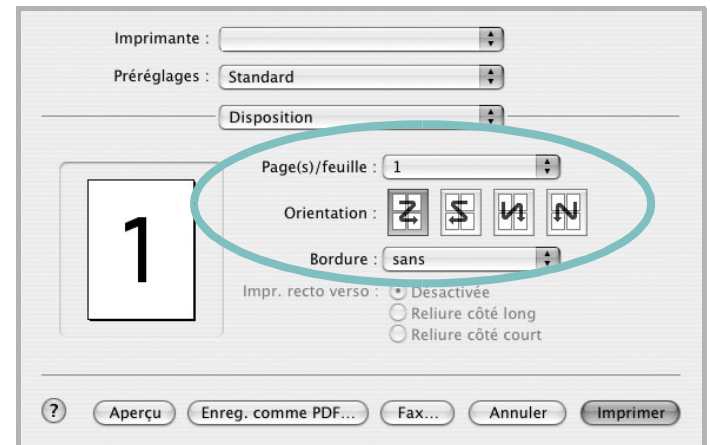 Imprimante :
Préréglages : Standard
Disposition
Page(s)/feuille : 1
Orientation :
1
Bordure : sans
Impr. recto verso : Désactivée
Reliure côté long
Reliure côté court
? Aperçu Enreg. comme PDF... Fax... Annuler Imprimer